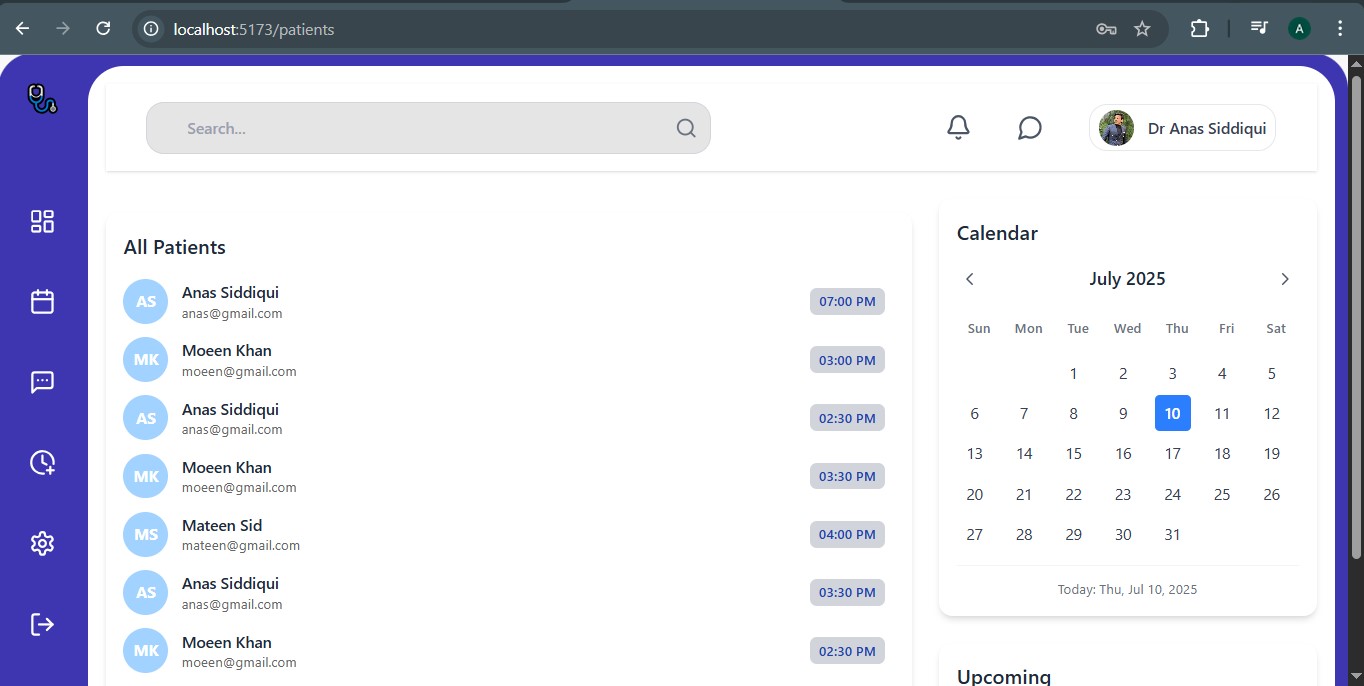 localhost:5173/patients
A
Search...
Dr Anas Siddiqui
All Patients
AS
Anas Siddiqui
anas@gmail.com
07:00 PM
MK
Moeen Khan
moeen@gmail.com
03:00 PM
AS
Anas Siddiqui
anas@gmail.com
02:30 PM
MK
Moeen Khan
moeen@gmail.com
03:30 PM
MS
Mateen Sid
mateen@gmail.com
04:00 PM
AS
Anas Siddiqui
anas@gmail.com
03:30 PM
MK
Moeen Khan
moeen@gmail.com
02:30 PM
Calendar
July 2025
Sun Mon Tue Wed Thu Fri Sat
1 2 3 4 5
6 7 8 9 10 11 12
13 14 15 16 17 18 19
20 21 22 23 24 25 26
27 28 29 30 31
Today: Thu, Jul 10, 2025
Upcoming